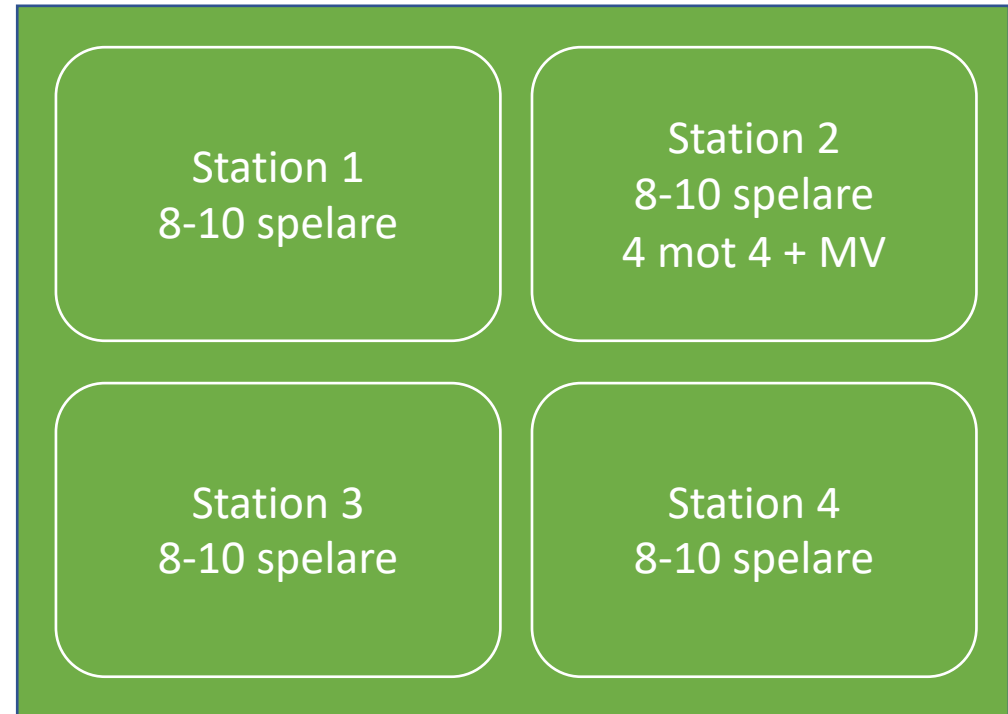 Station 1
8-10 spelare
Station 2
8-10 spelare
4 mot 4 + MV
Station 3
8-10 spelare
Station 4
8-10 spelare